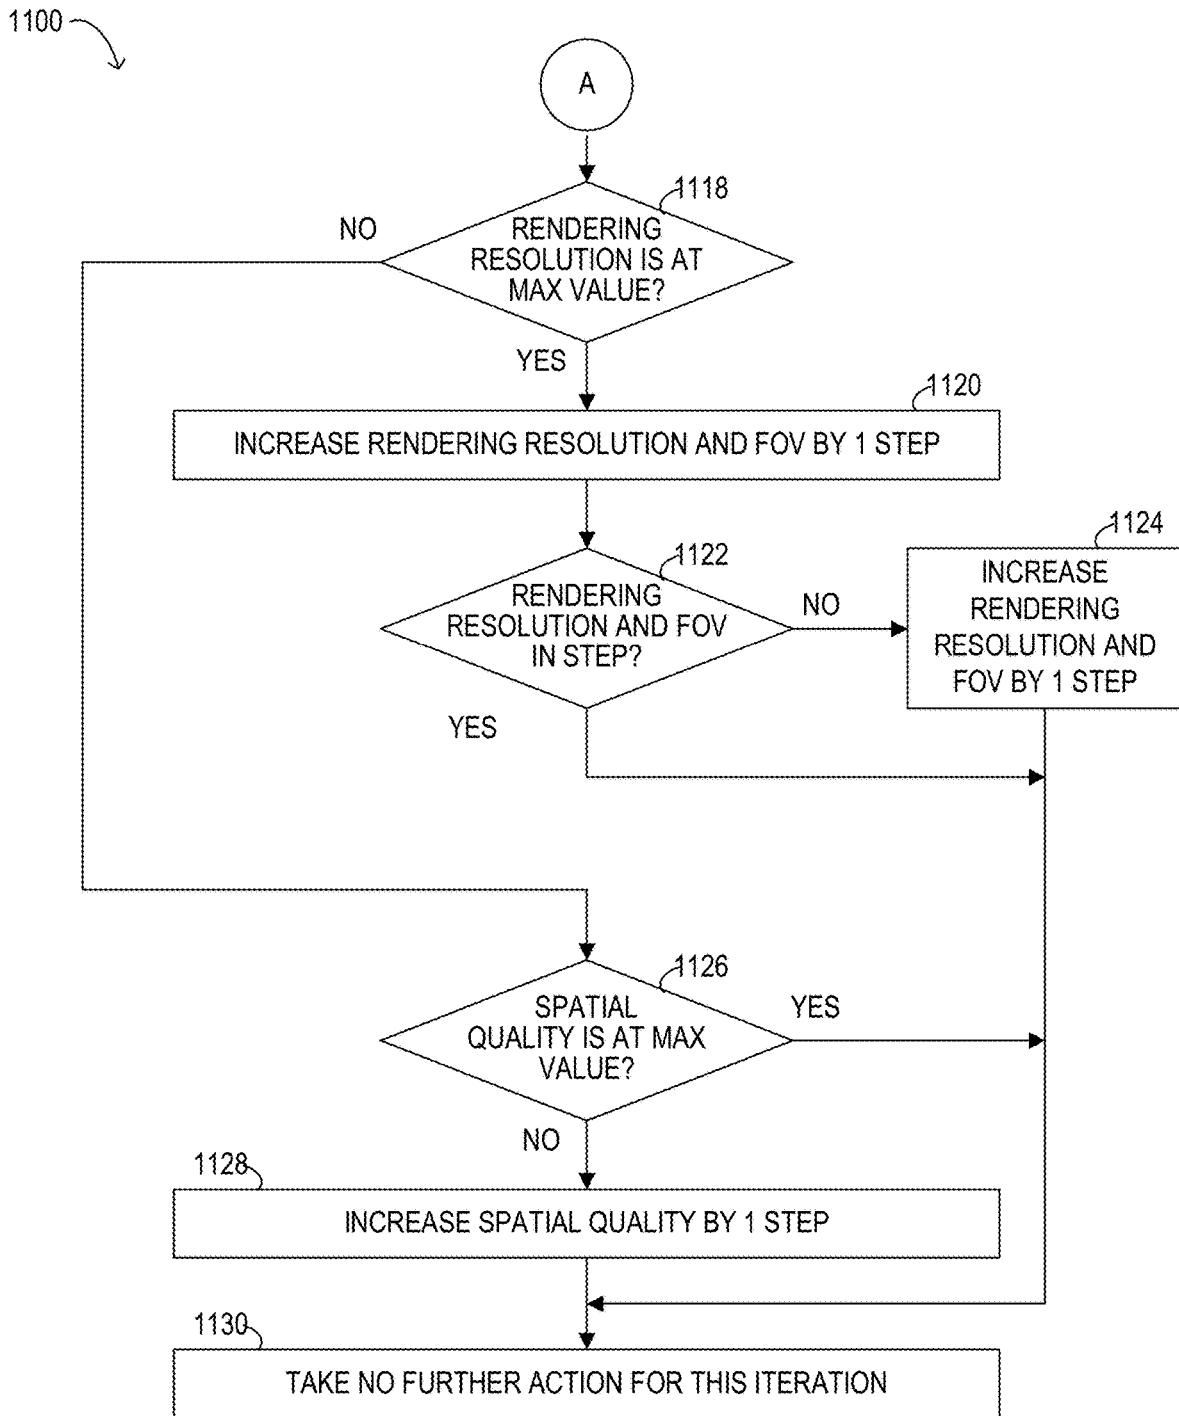 1100
A
1118
NO
RENDERING
RESOLUTION IS AT
MAX VALUE?
YES
1120
INCREASE RENDERING RESOLUTION AND FOV BY 1 STEP
1122
RENDERING
RESOLUTION AND FOV
IN STEP?
NO
1124
INCREASE
RENDERING
RESOLUTION AND
FOV BY 1 STEP
YES
1126
SPATIAL
QUALITY IS AT MAX
VALUE?
YES
NO
1128
INCREASE SPATIAL QUALITY BY 1 STEP
1130
TAKE NO FURTHER ACTION FOR THIS ITERATION